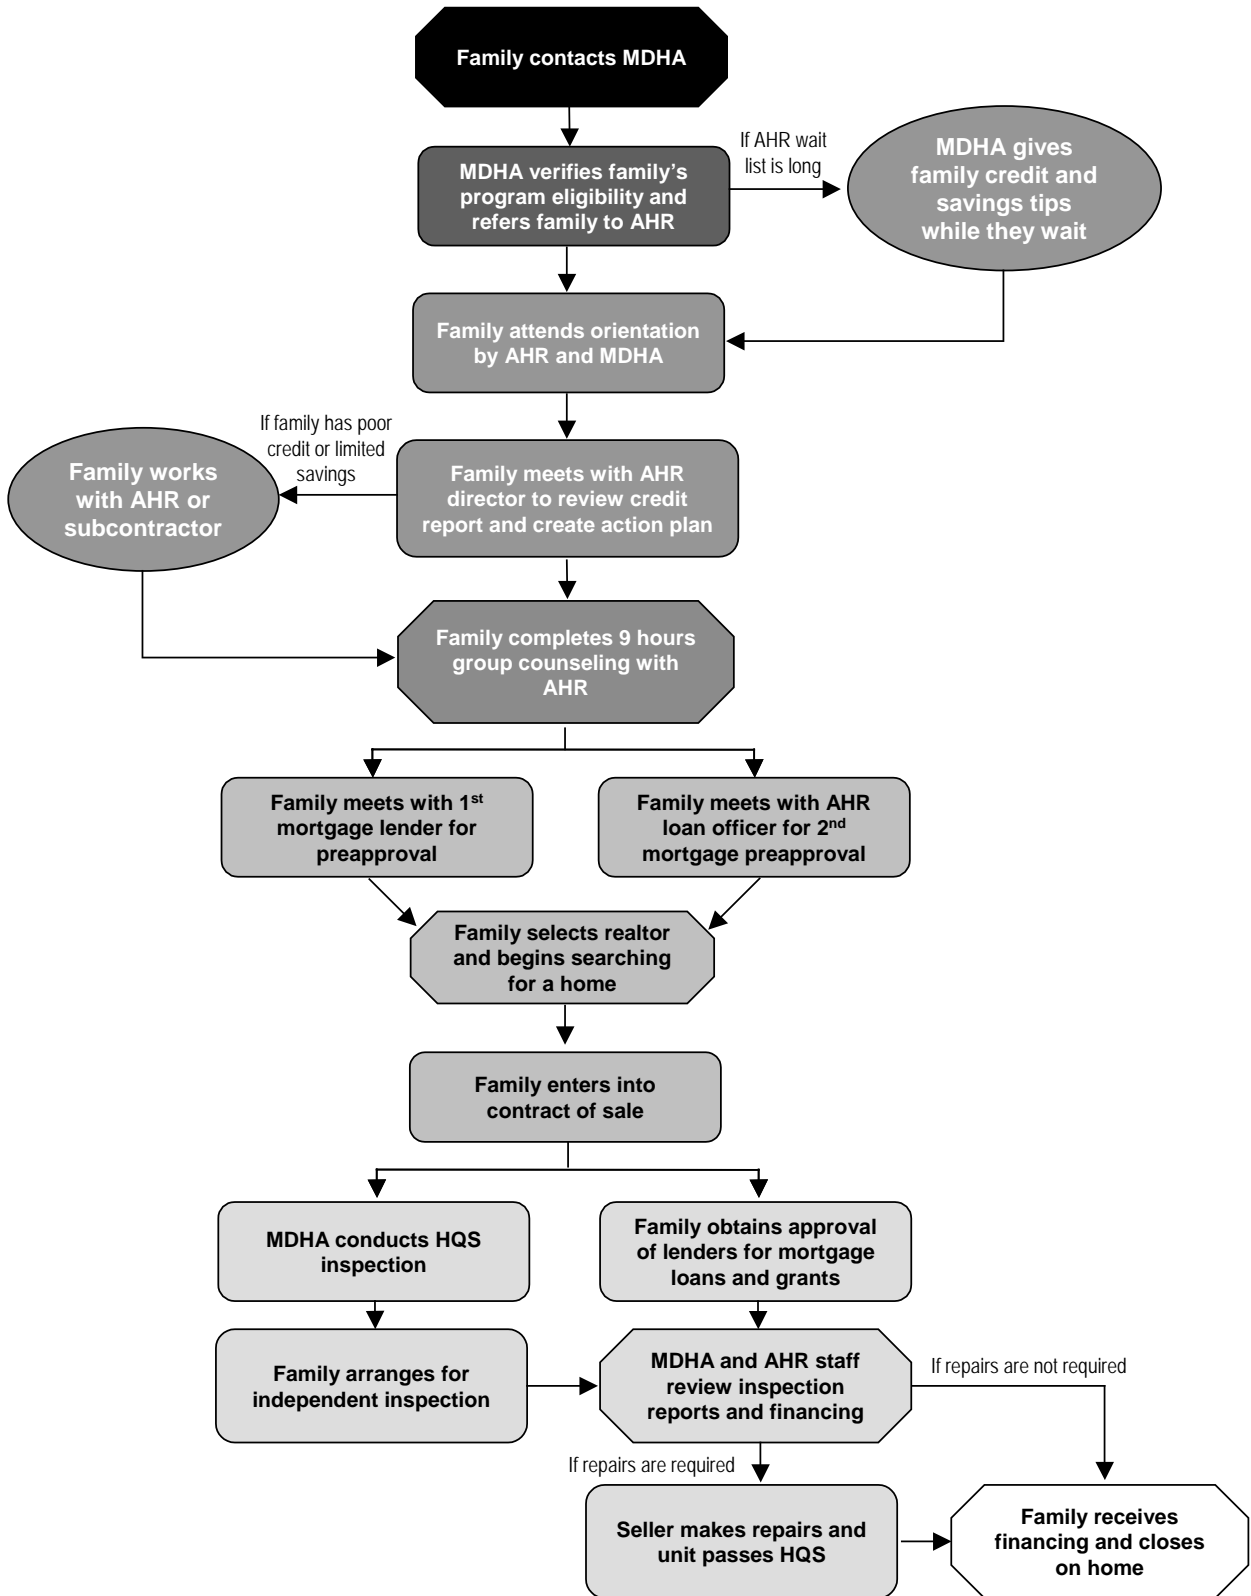 Family contacts MDHA
If AHR wait
list is long
MDHA verifies family's
program eligibility and
refers family to AHR
MDHA gives
family credit and
savings tips
while they wait
Family attends orientation
by AHR and MDHA
If family has poor
credit or limited
savings
Family works
with AHR or
subcontractor
Family meets with AHR
director to review credit
report and create action plan
Family completes 9 hours
group counseling with
AHR
Family meets with 1st
mortgage lender for
preapproval
Family meets with AHR
loan officer for 2nd
mortgage preapproval
Family selects realtor
and begins searching
for a home
Family enters into
contract of sale
MDHA conducts HQS
inspection
Family obtains approval
of lenders for mortgage
loans and grants
Family arranges for
independent inspection
MDHA and AHR staff
review inspection
reports and financing
If repairs are not required
If repairs are required
Seller makes repairs and
unit passes HQS
Family receives
financing and closes
on home